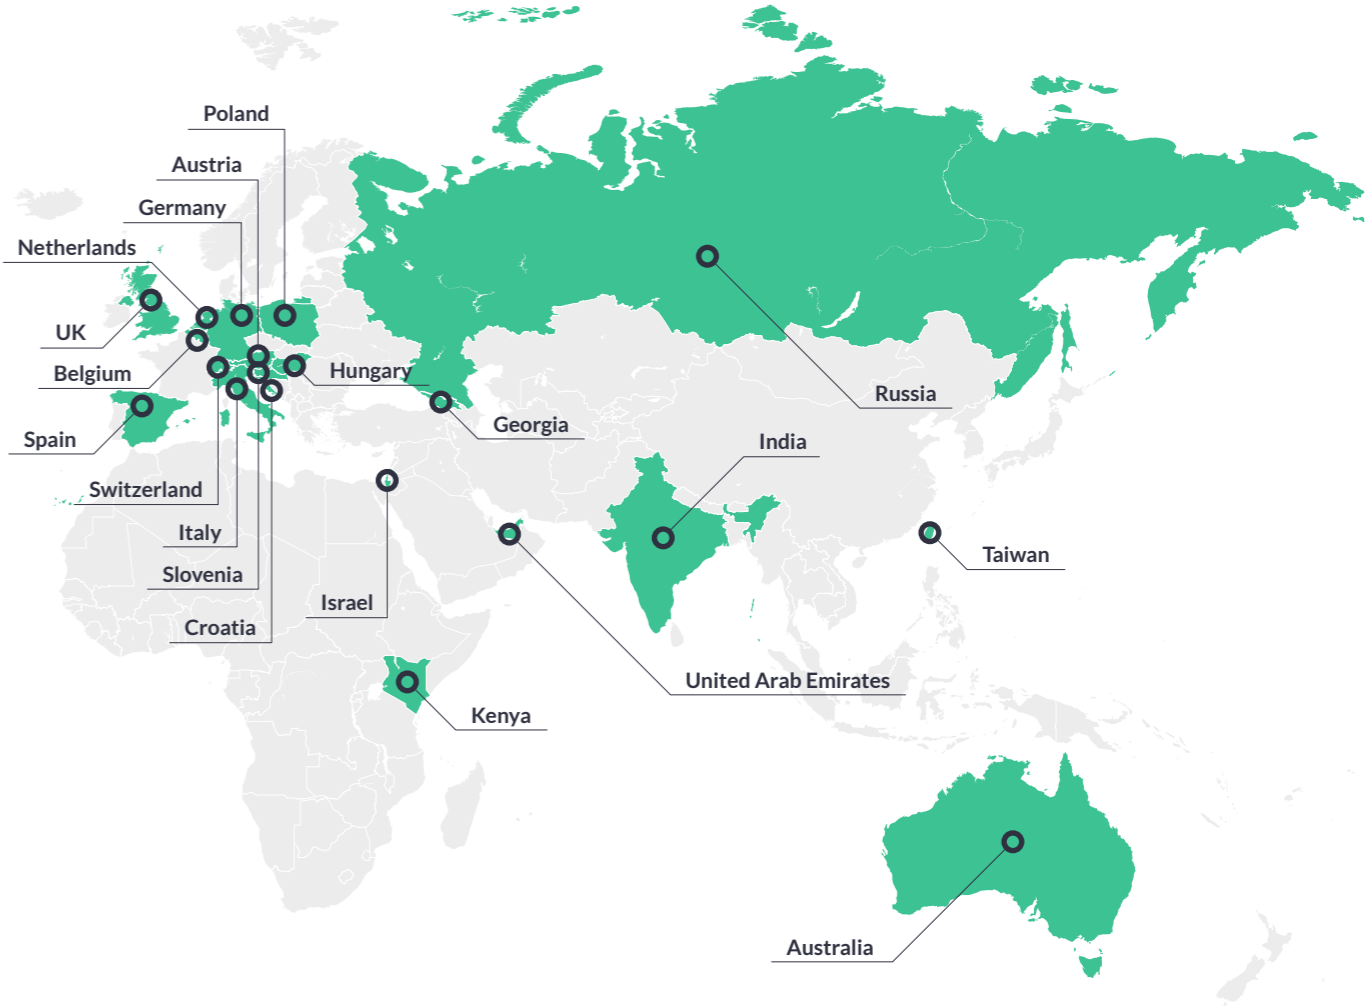 Poland
Austria
Germany
Netherlands
UK
Belgium
Hungary
Russia
Spain
Georgia
India
Switzerland
Italy
Taiwan
Slovenia
Israel
Croatia
United Arab Emirates
Kenya
Australia